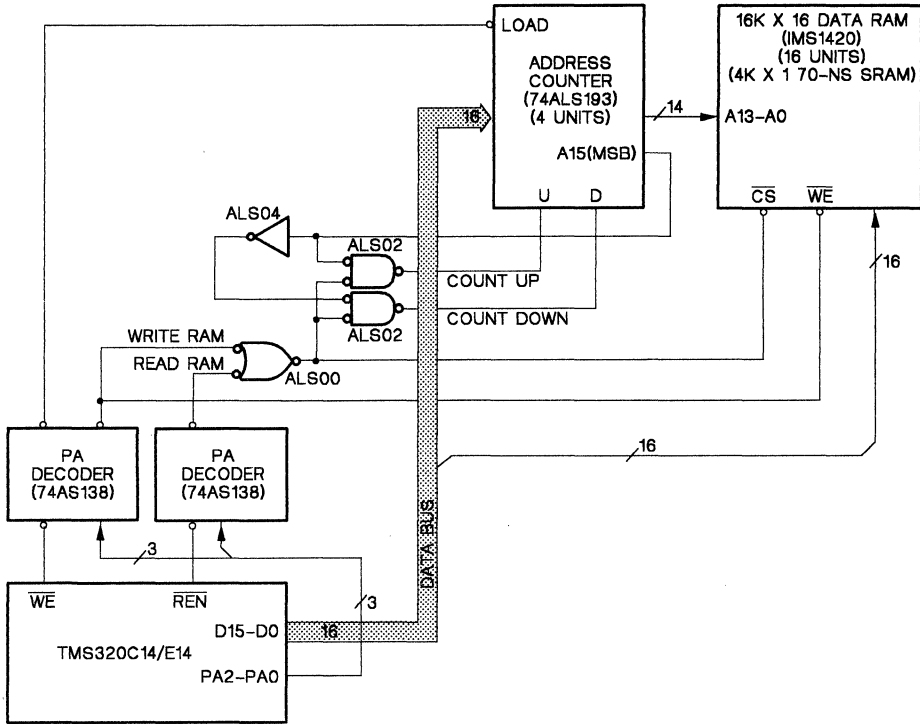 LOAD
ADDRESS
COUNTER
(74ALS193)
(4 UNITS)
A15(MSB)
U D
16K X 16 DATA RAM
(IMS1420)
(16 UNITS)
(4K X 1 70-NS SRAM)
A13-A0
CS WE
14
16
16
ALS04
ALS02
COUNT UP
COUNT DOWN
ALS02
WRITE RAM
READ RAM
ALS00
16
PA
DECODER
(74AS138)
PA
DECODER
(74AS138)
DATA BUS
3
3
WE REN
D15-D0
16
TMS320C14/E14
PA2-PA0